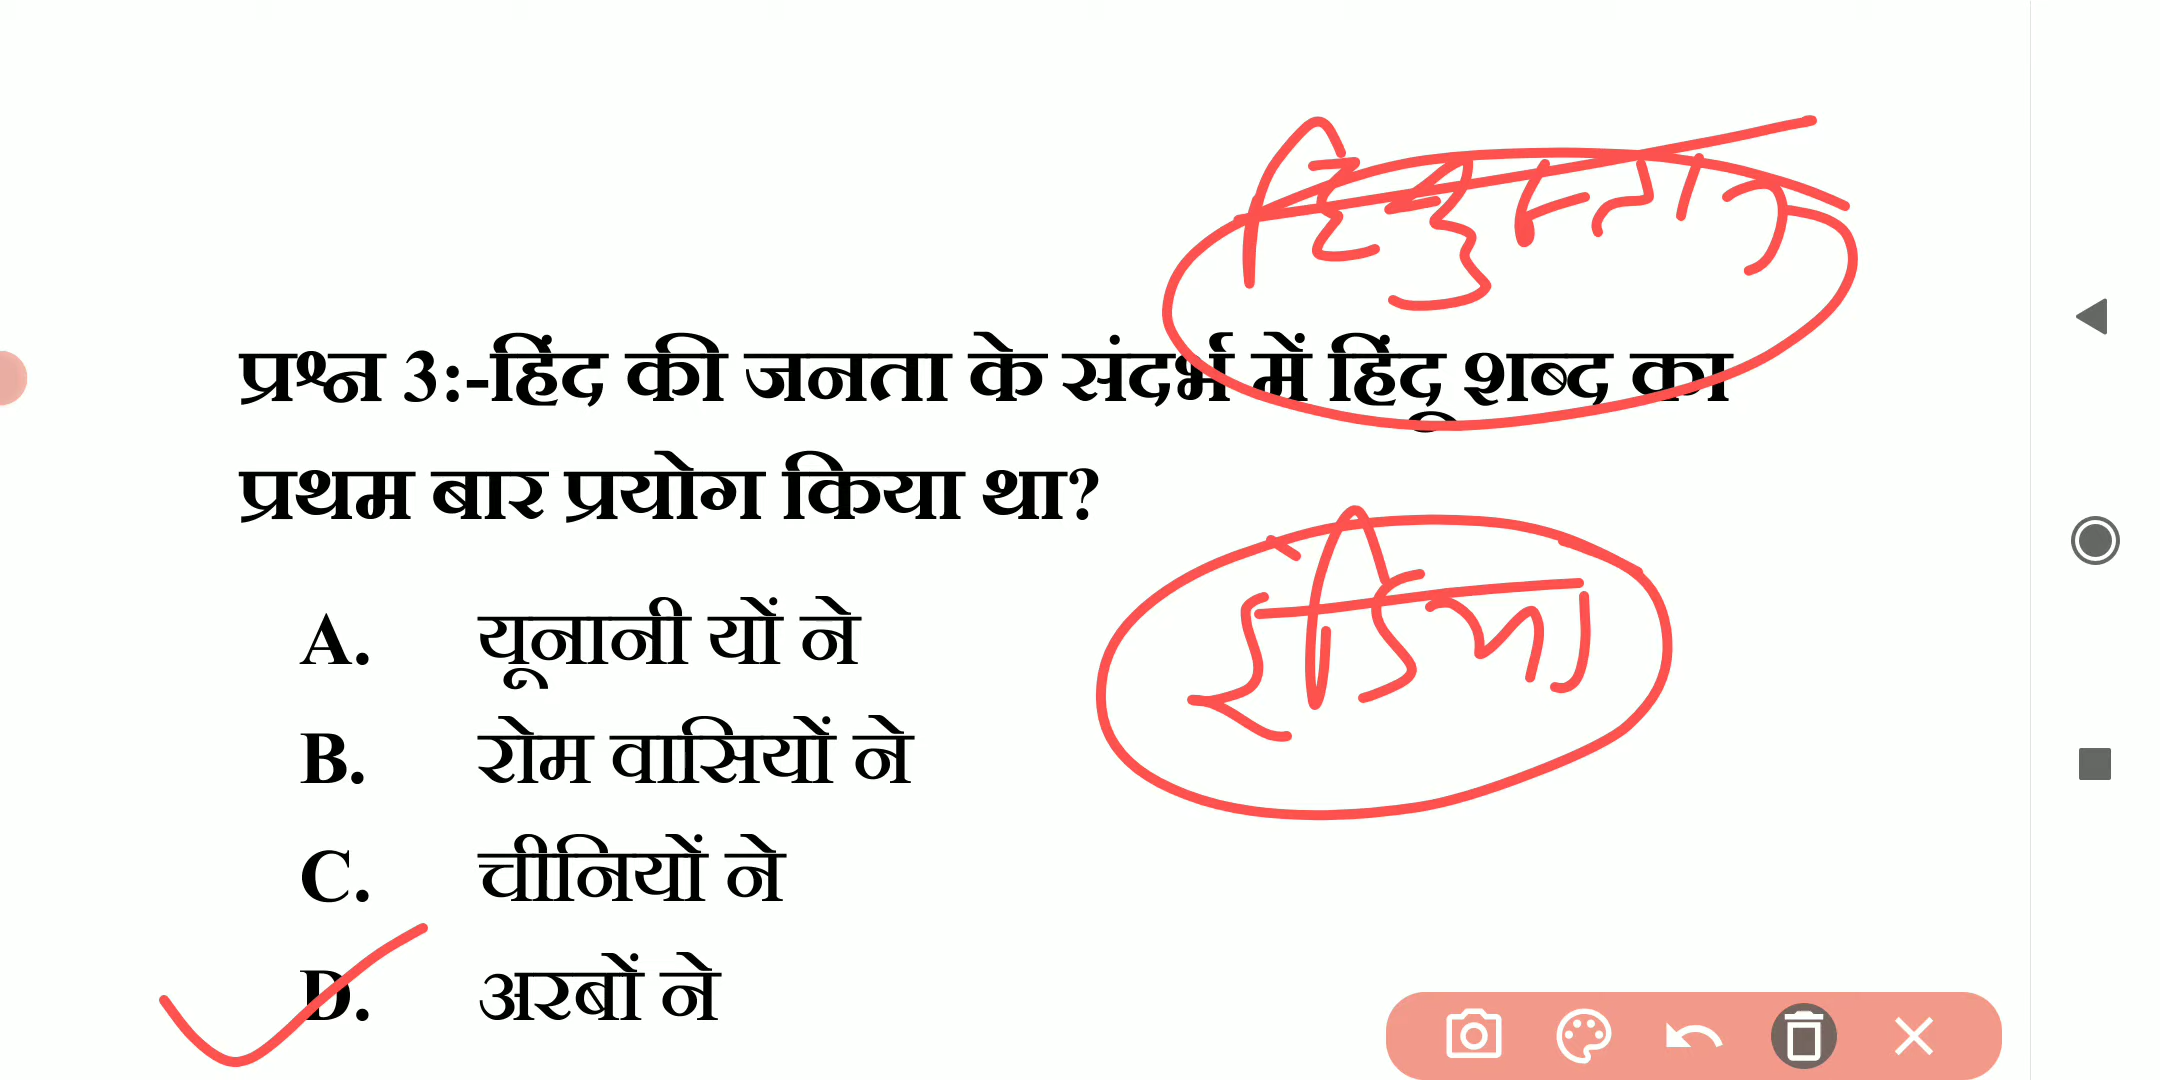 हिन्दुस्तान
प्रश्न 3:-हिंद की जनता के संदर्भ में हिंदू शब्द का
प्रथम बार प्रयोग किया था?
इंडिया
A. यूनानी यों ने
B. रोम वासियों ने
C. चीनियों ने
D. अरबों ने